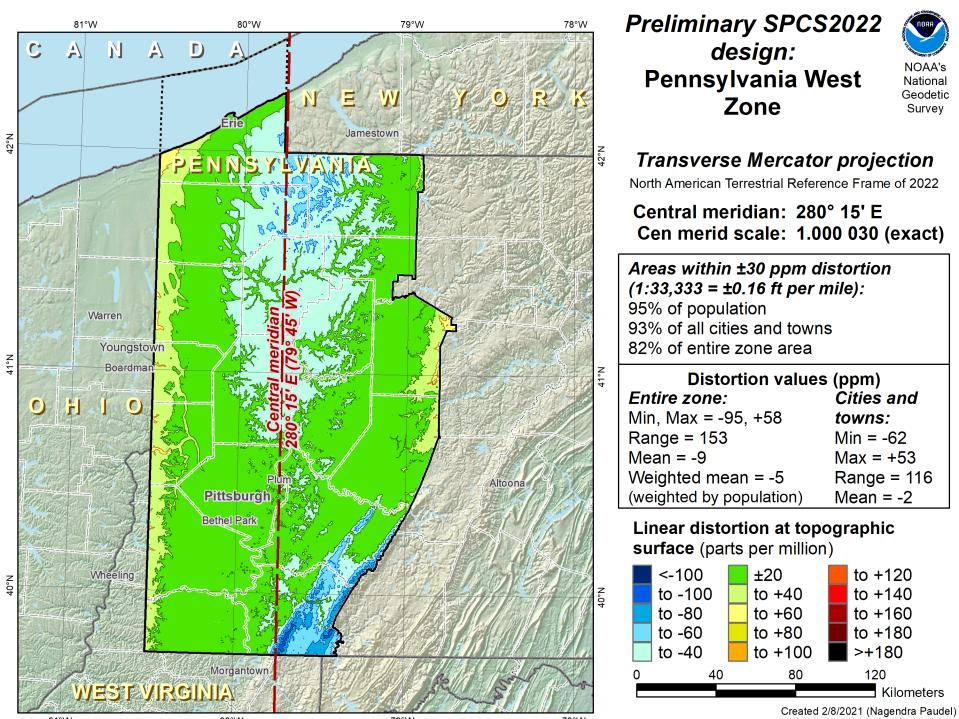 81°W 80°W 79°W 78°W
CANADA
NEW YORK
Erie
Jamestown
42°N
42°N
PENNSYLVANIA
Warren
Youngstown
Boardman
41°N
41°N
OHIO
Central meridian
280° 15' E (79° 45' W)
Plum
Pittsburgh
Bethel Park
Altoona
Wheeling
40°N
40°N
Morgantown
WEST VIRGINIA
Preliminary SPCS2022
design:
Pennsylvania West
Zone
NOAA
NOAA's
National
Geodetic
Survey
Transverse Mercator projection
North American Terrestrial Reference Frame of 2022
Central meridian: 280° 15' E
Cen merid scale: 1.000 030 (exact)
Areas within ±30 ppm distortion
(1:33,333 = ±0.16 ft per mile):
95% of population
93% of all cities and towns
82% of entire zone area
Distortion values (ppm)
Entire zone:
Min, Max = -95, +58
Range = 153
Mean = -9
Weighted mean = -5
(weighted by population)
Cities and
towns:
Min = -62
Max = +53
Range = 116
Mean = -2
Linear distortion at topographic
surface (parts per million)
<-100
to -100
to -80
to -60
to -40
±20
to +40
to +60
to +80
to +100
to +120
to +140
to +160
to +180
>+180
0 40 80 120
Kilometers
Created 2/8/2021 (Nagendra Paudel)